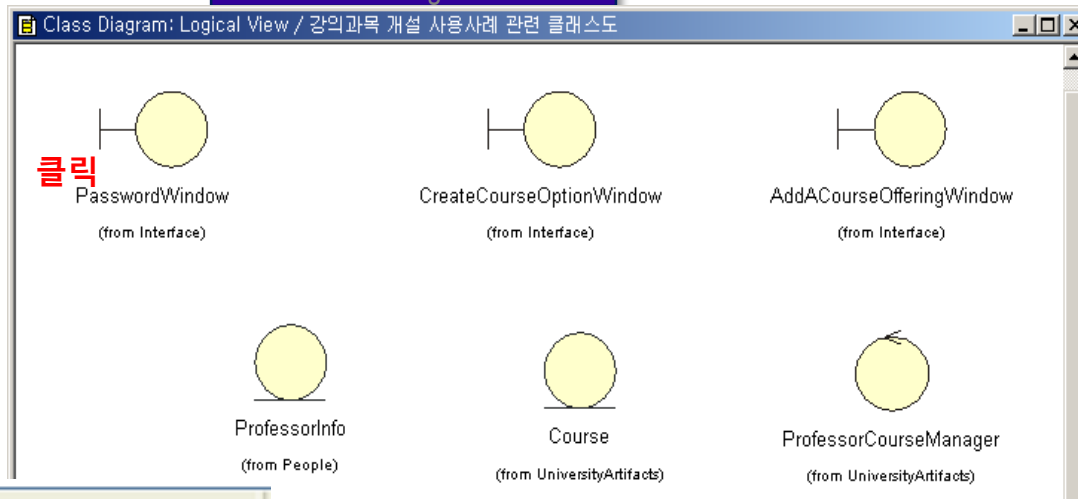 Class Diagram: Logical View / 강의과목 개설 사용사례 관련 클래스도
클릭
PasswordWindow
(from Interface)
CreateCourseOptionWindow
(from Interface)
AddACourseOfferingWindow
(from Interface)
ProfessorInfo
(from People)
Course
(from UniversityArtifacts)
ProfessorCourseManager
(from UniversityArtifacts)